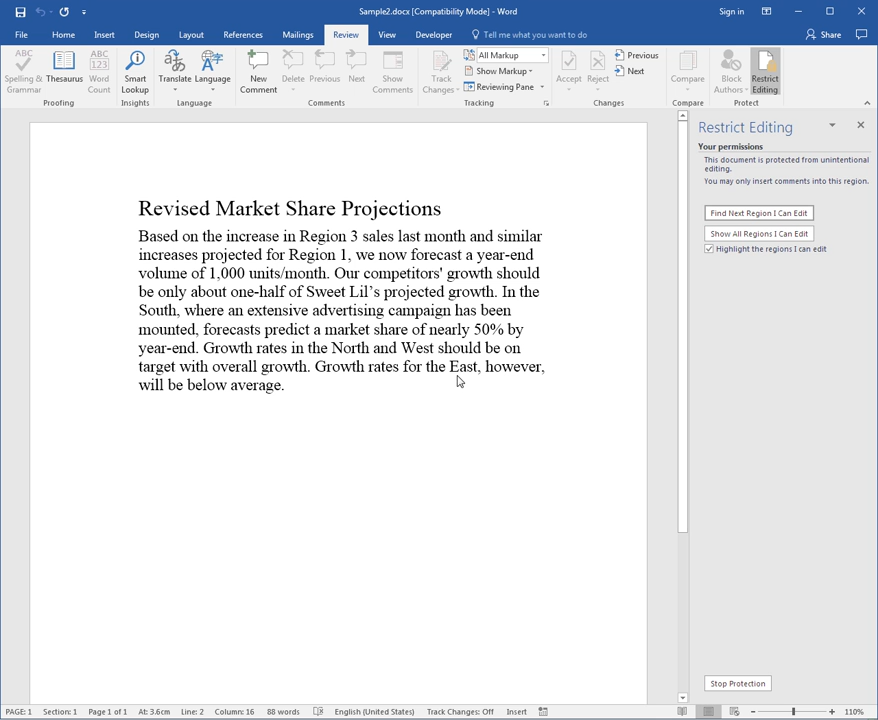 Sample2.docx [Compatibility Mode] - Word
Sign in
File Home Insert Design Layout References Mailings Review View Developer Tell me what you want to do Share
Spelling & Grammar
Thesaurus
Word Count
Smart Lookup
Translate
Language
New Comment
Delete
Previous
Next
Show Comments
Track Changes
All Markup
Show Markup
Reviewing Pane
Accept
Reject
Previous
Next
Compare
Block Authors
Restrict Editing
Proofing Insights Language Comments Tracking Changes Compare Protect
Revised Market Share Projections
Based on the increase in Region 3 sales last month and similar
increases projected for Region 1, we now forecast a year-end
volume of 1,000 units/month. Our competitors' growth should
be only about one-half of Sweet Lil’s projected growth. In the
South, where an extensive advertising campaign has been
mounted, forecasts predict a market share of nearly 50% by
year-end. Growth rates in the North and West should be on
target with overall growth. Growth rates for the East, however,
will be below average.
Restrict Editing
Your permissions
This document is protected from unintentional
editing.
You may only insert comments into this region.
Find Next Region I Can Edit
Show All Regions I Can Edit
Highlight the regions I can edit
Stop Protection
PAGE: 1 Section: 1 Page 1 of 1 At: 3.6cm Line: 2 Column: 16 88 words English (United States) Track Changes: Off Insert 110%